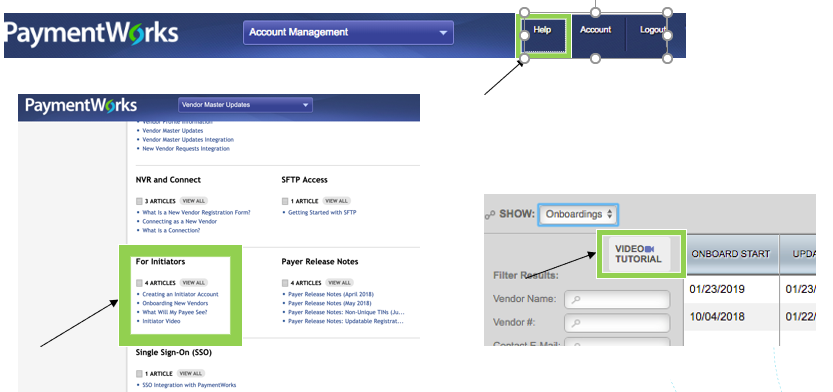 PaymentWorks
Account Management
Help
Account
Logout
PaymentWorks
Vendor Master Updates
• Vendor Profile Information
• Vendor Master Updates
• Vendor Master Updates Integration
• New Vendor Requests Integration
NVR and Connect
3 ARTICLES VIEW ALL
• What Is a New Vendor Registration Form?
• Connecting as a New Vendor
• What is a Connection?
SFTP Access
1 ARTICLE VIEW ALL
• Getting Started with SFTP
For Initiators
4 ARTICLES VIEW ALL
• Creating an Initiator Account
• Onboarding New Vendors
• What Will My Payee See?
• Initiator Video
Payer Release Notes
4 ARTICLES VIEW ALL
• Payer Release Notes (April 2018)
• Payer Release Notes (May 2018)
• Payer Release Notes: Non-Unique TINs (Ju...
• Payer Release Notes: Updatable Registrat...
Single Sign-On (SSO)
1 ARTICLE VIEW ALL
• SSO Integration with PaymentWorks
SHOW: Onboardings
VIDEO
TUTORIAL
ONBOARD START
UPDA
Filter Results:
01/23/2019
01/23/
Vendor Name:
Vendor #:
10/04/2018
01/22/
Contact E-Mail: